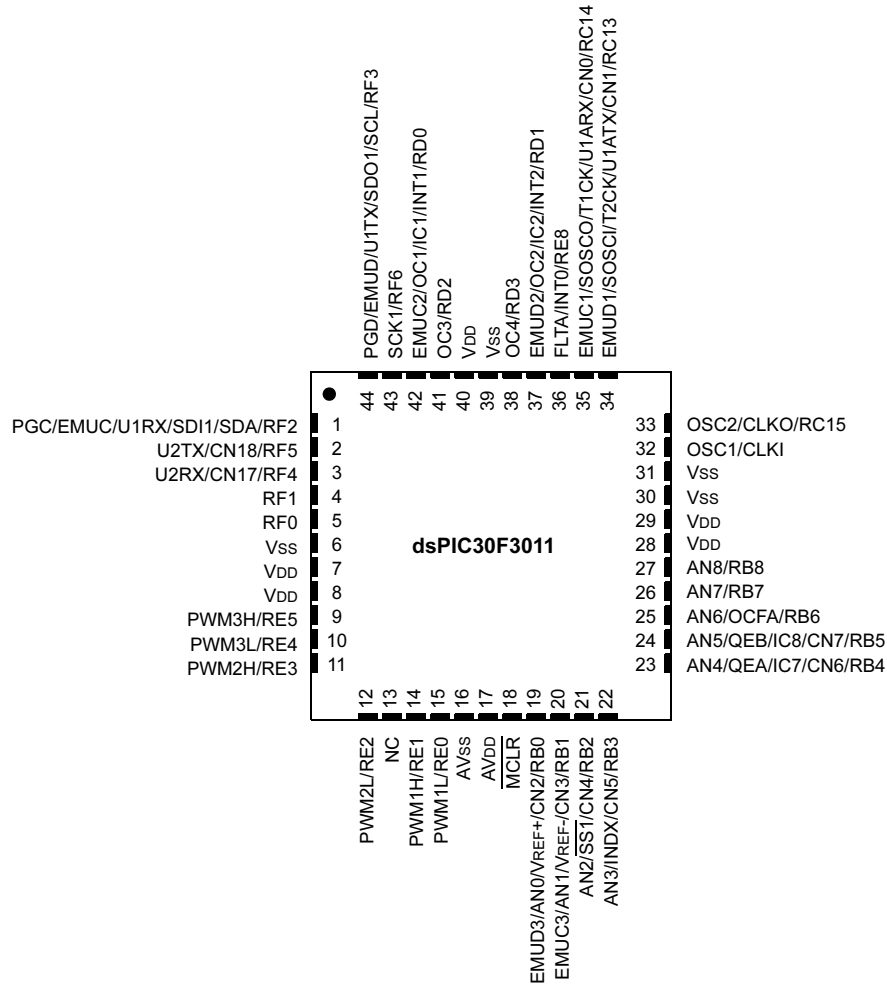 PGD/EMUD/U1TX/SDO1/SCL/RF3
SCK1/RF6
EMUC2/OC1/IC1/INT1/RD0
OC3/RD2
VDD
VSS
OC4/RD3
EMUD2/OC2/IC2/INT2/RD1
FLTA/INT0/RE8
EMUC1/SOSCO/T1CK/U1ARX/CN0/RC14
EMUD1/SOSCI/T2CK/U1ATX/CN1/RC13
44
43
42
41
40
39
38
37
36
35
34
PGC/EMUC/U1RX/SDI1/SDA/RF2 1
U2TX/CN18/RF5 2
U2RX/CN17/RF4 3
RF1 4
RF0 5
VSS 6
VDD 7
VDD 8
PWM3H/RE5 9
PWM3L/RE4 10
PWM2H/RE3 11
dsPIC30F3011
33 OSC2/CLKO/RC15
32 OSC1/CLKI
31 VSS
30 VSS
29 VDD
28 VDD
27 AN8/RB8
26 AN7/RB7
25 AN6/OCFA/RB6
24 AN5/QEB/IC8/CN7/RB5
23 AN4/QEA/IC7/CN6/RB4
12
13
14
15
16
17
18
19
20
21
22
PWM2L/RE2
NC
PWM1H/RE1
PWM1L/RE0
AVSS
AVDD
MCLR
EMUD3/AN0/VREF+/CN2/RB0
EMUC3/AN1/VREF-/CN3/RB1
AN2/SS1/CN4/RB2
AN3/INDX/CN5/RB3